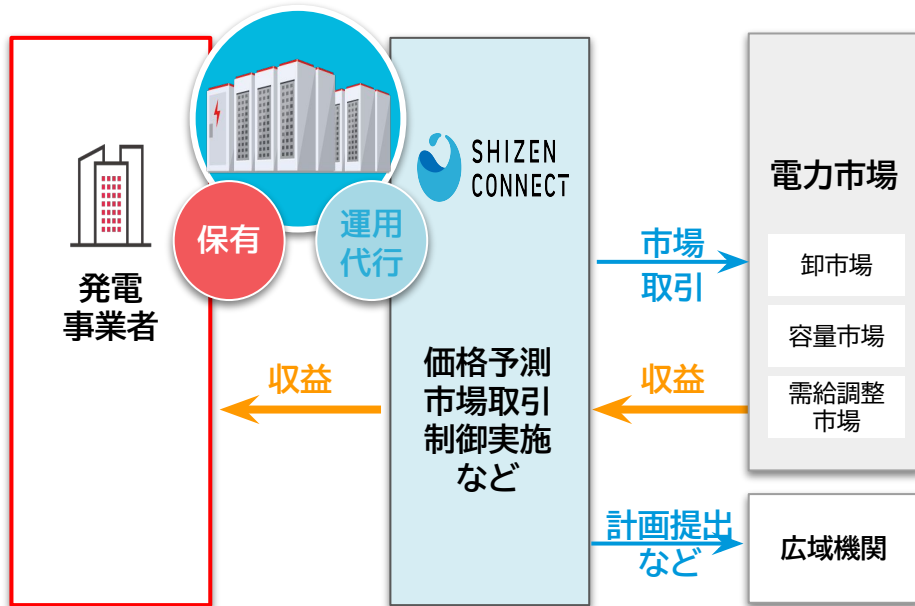 発電
事業者
保有
運用
代行
SHIZEN
CONNECT
価格予測
市場取引
制御実施
など
収益
市場
取引
収益
計画提出
など
電力市場
卸市場
容量市場
需給調整
市場
広域機関